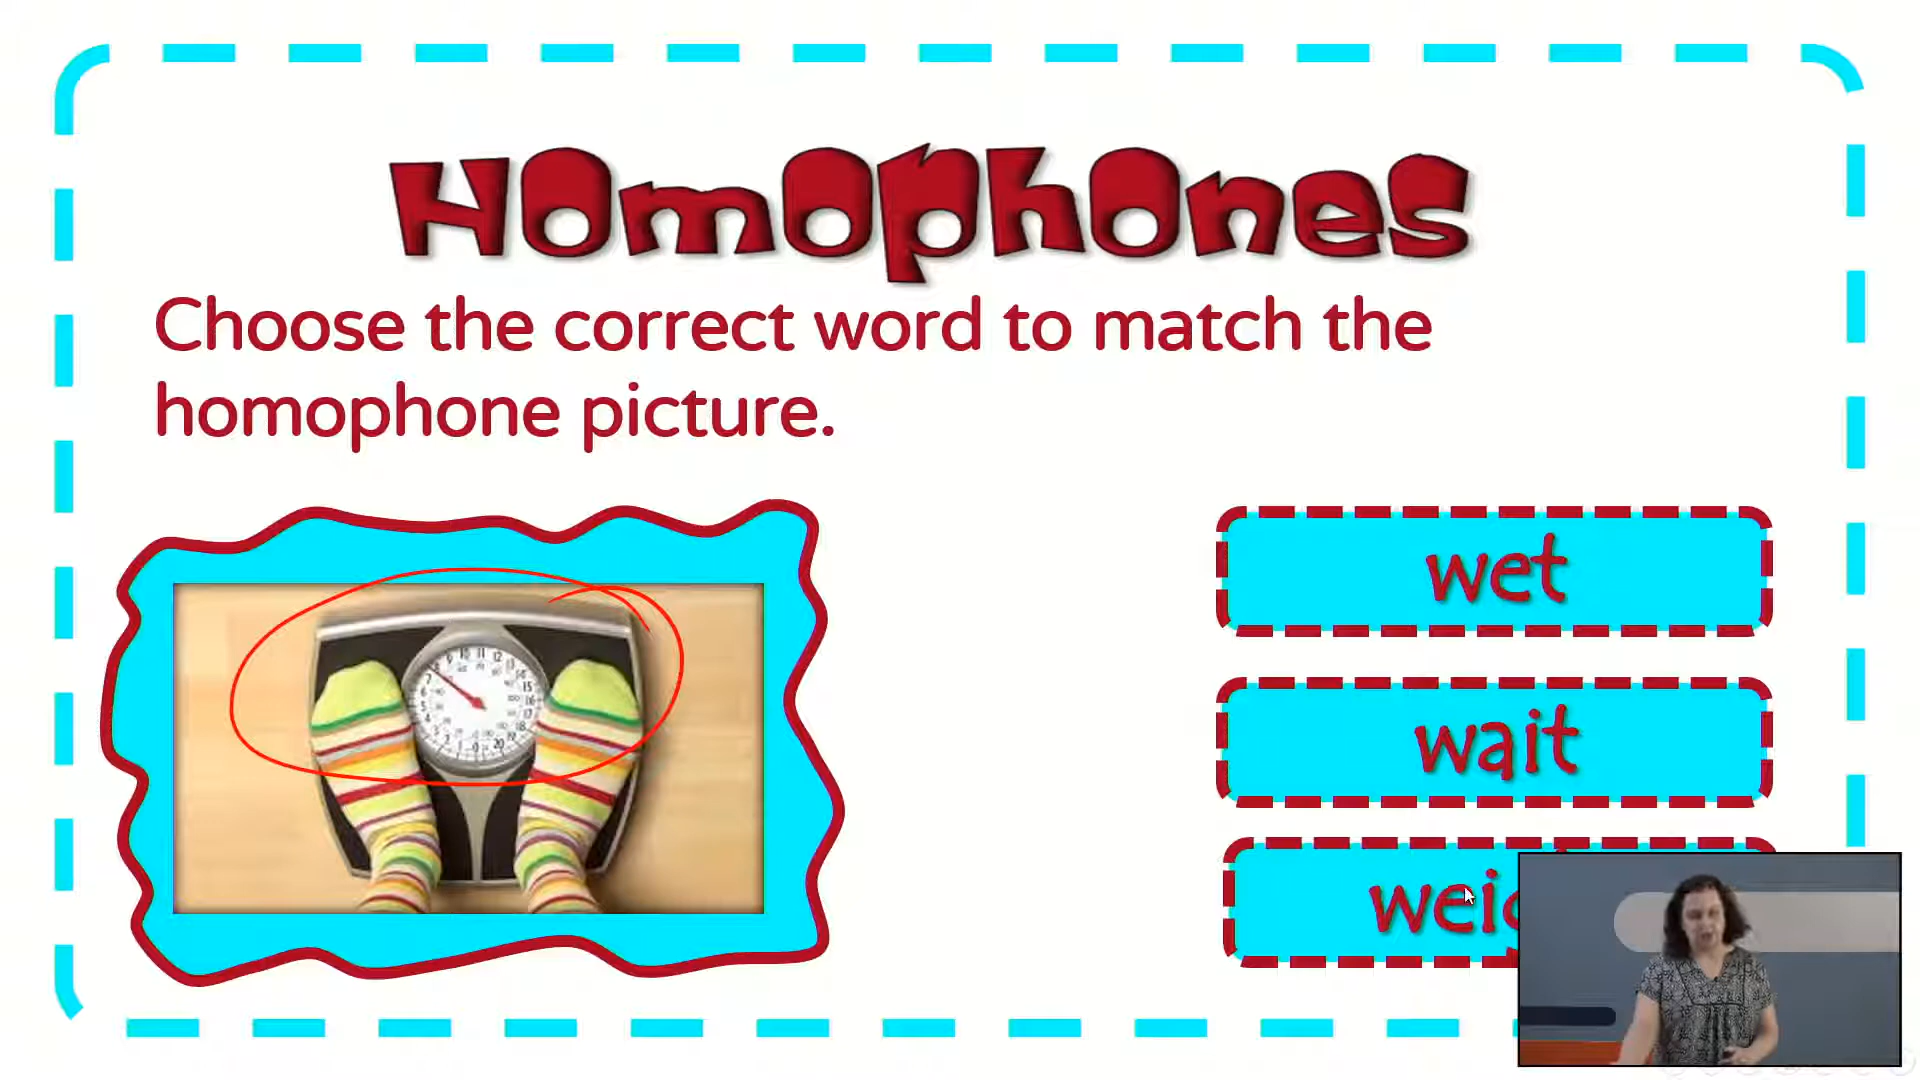 Homophones
Choose the correct word to match the
homophone picture.
wet
wait